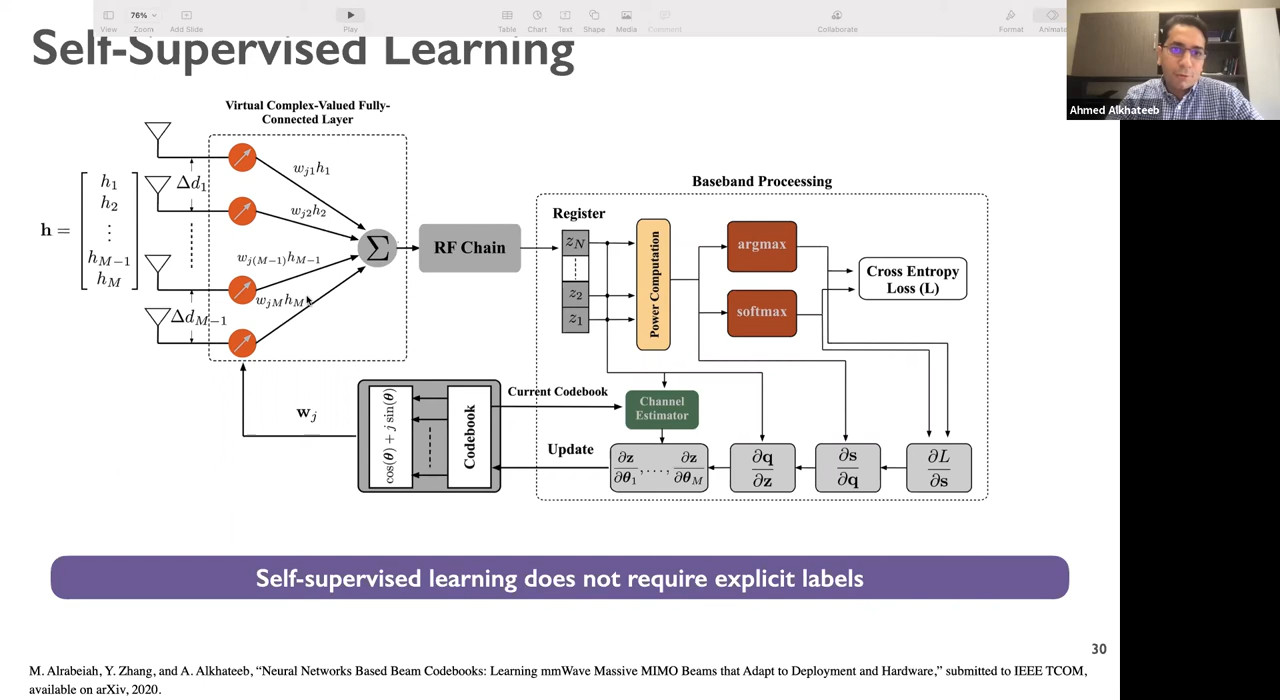 View
76%
Zoom
Add Slide
Play
Table
Chart
Text
Shape
Media
Comment
Collaborate
Format
Animate
Ahmed Alkhateeb
Self-Supervised Learning
Virtual Complex-Valued Fully-
Connected Layer
h = [h₁ h₂ ⋮ h_{M−1} h_M]
Δd₁
Δd_{M−1}
w_{j1}h₁
w_{j2}h₂
w_{j(M−1)}h_{M−1}
w_{jM}h_M
Σ
RF Chain
Baseband Proceessing
Register
z_N
z₂
z₁
Power Computation
argmax
softmax
Cross Entropy
Loss (L)
w_j
cos(θ) + j sin(θ)
Codebook
Current Codebook
Channel
Estimator
Update
∂z/∂θ₁, ..., ∂z/∂θ_M
∂q/∂z
∂s/∂q
∂L/∂s
Self-supervised learning does not require explicit labels
30
M. Alrabeiah, Y. Zhang, and A. Alkhateeb, “Neural Networks Based Beam Codebooks: Learning mmWave Massive MIMO Beams that Adapt to Deployment and Hardware,” submitted to IEEE TCOM,
available on arXiv, 2020.